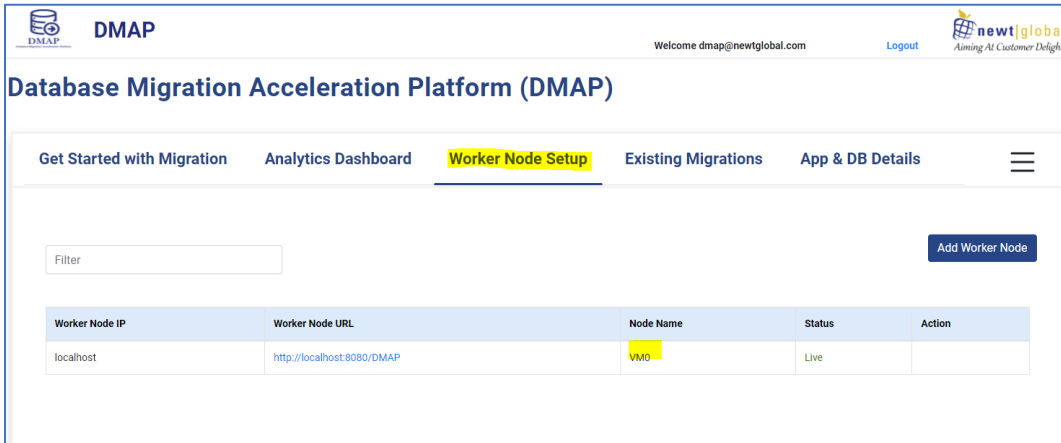 DMAP
DMAP
Welcome dmap@newtglobal.com
Logout
newt|globa
Aiming At Customer Deligh
Database Migration Acceleration Platform (DMAP)
Get Started with Migration Analytics Dashboard Worker Node Setup Existing Migrations App & DB Details
Filter
Add Worker Node
Worker Node IP Worker Node URL Node Name Status Action
localhost http://localhost:8080/DMAP VM0 Live